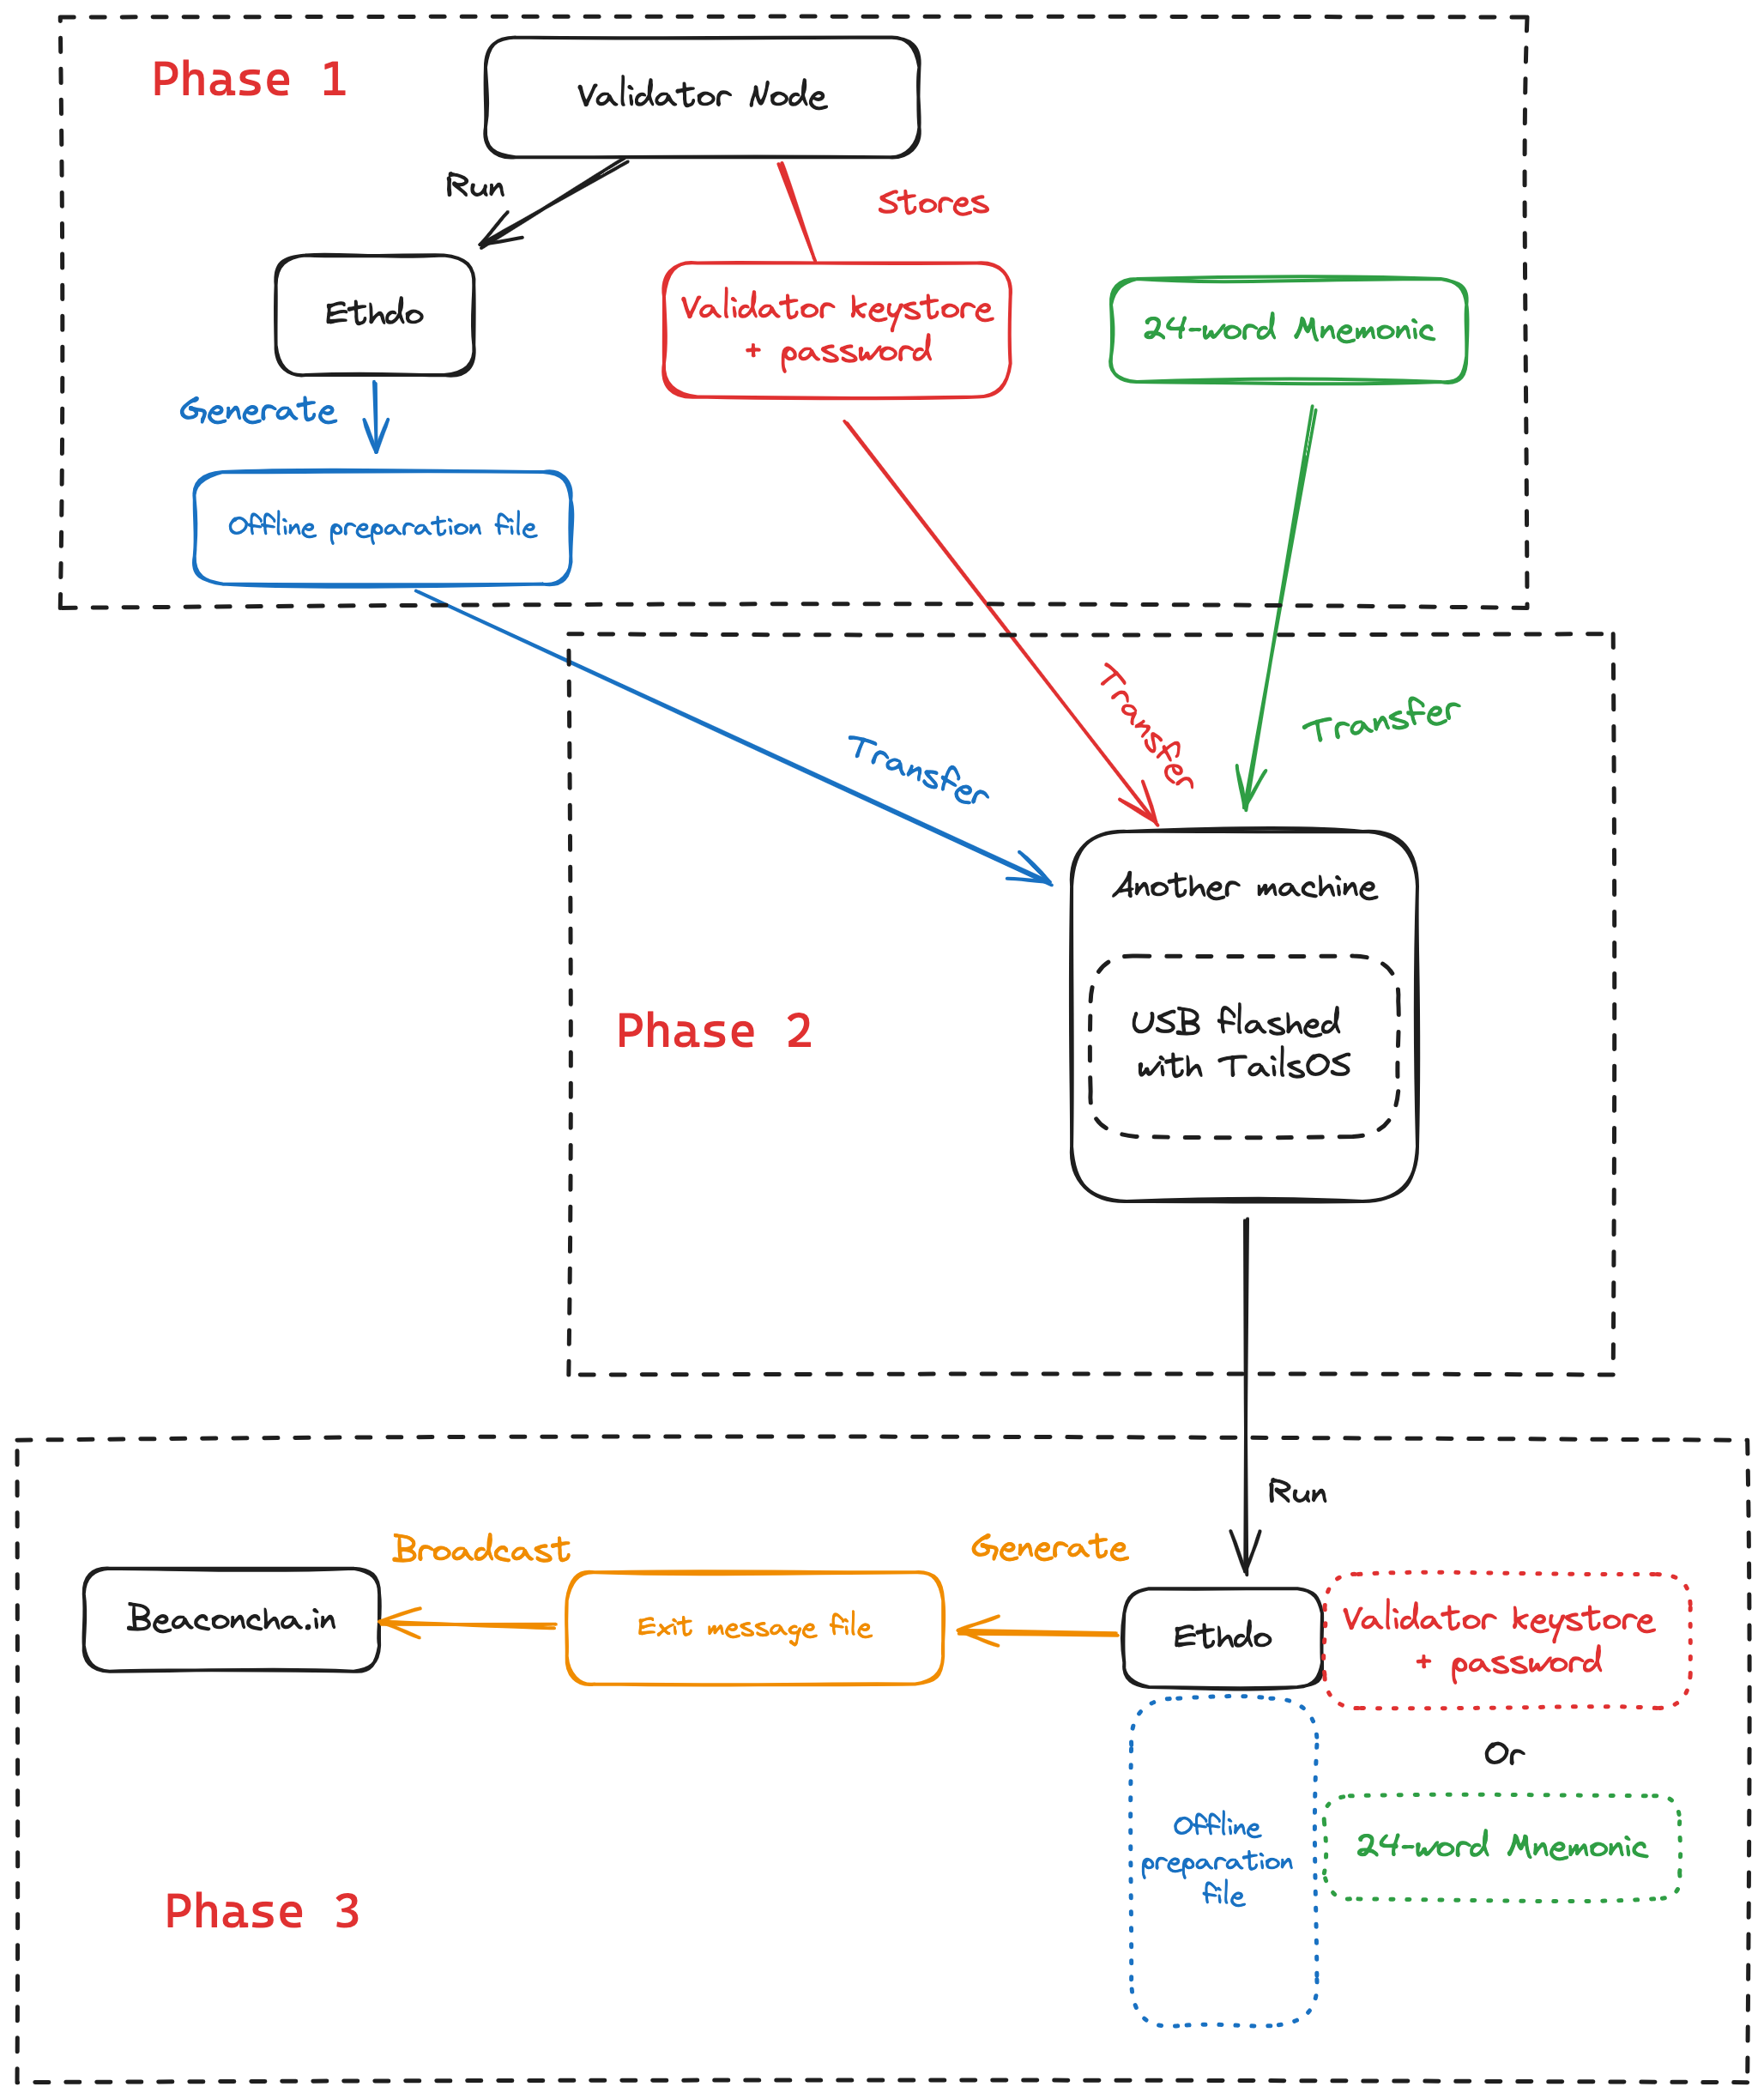 Phase 1
Validator Node
Run
Stores
Ethdo
Validator keystore
+ password
24-word Mnemonic
Generate
Offline preparation file
Transfer
Transfer
Transfer
Another machine
USB flashed
with TailsOS
Phase 2
Run
Broadcast
Generate
Beaconcha.in
Exit message file
Ethdo
Validator keystore
+ password
Or
Offline
preparation
file
24-word Mnemonic
Phase 3